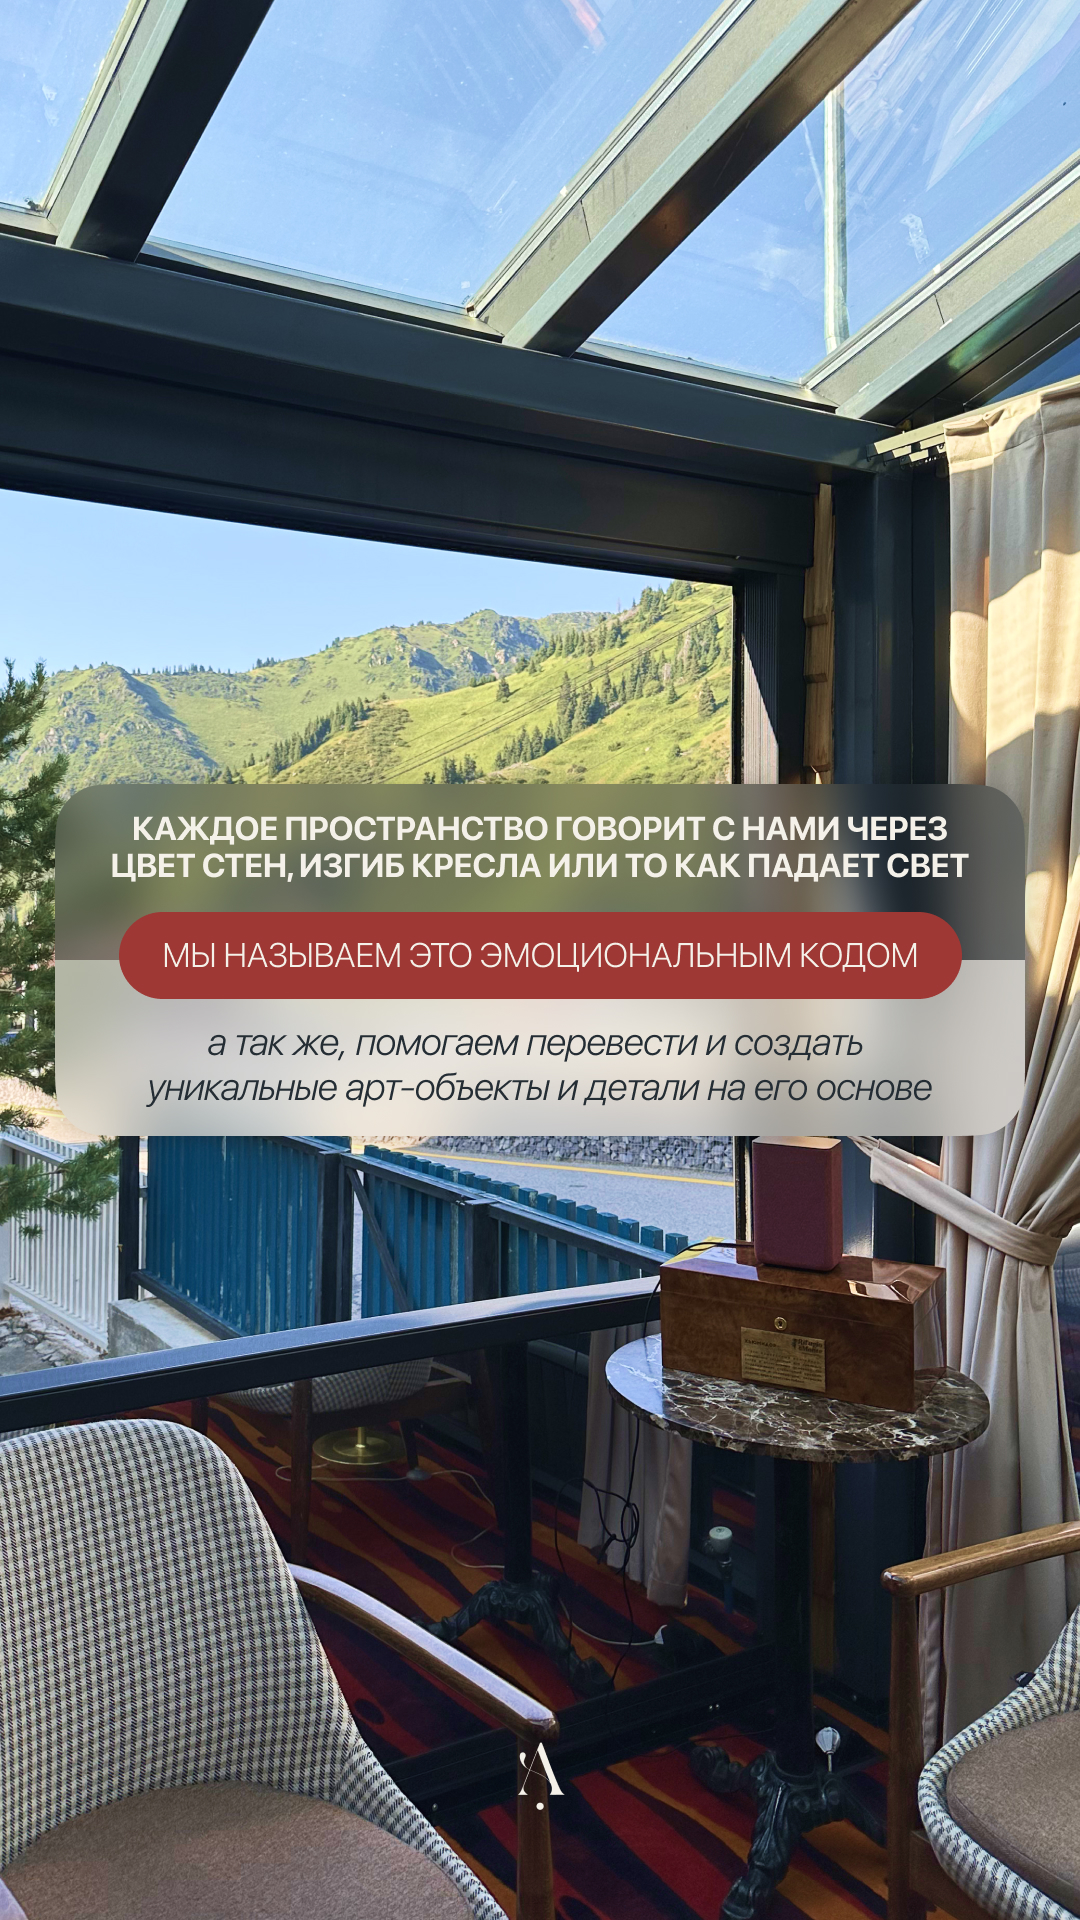 КАЖДОЕ ПРОСТРАНСТВО ГОВОРИТ С НАМИ ЧЕРЕЗ
ЦВЕТ СТЕН, ИЗГИБ КРЕСЛА ИЛИ ТО КАК ПАДАЕТ СВЕТ
МЫ НАЗЫВАЕМ ЭТО ЭМОЦИОНАЛЬНЫМ КОДОМ
а так же, помогаем перевести и создать
уникальные арт-объекты и детали на его основе